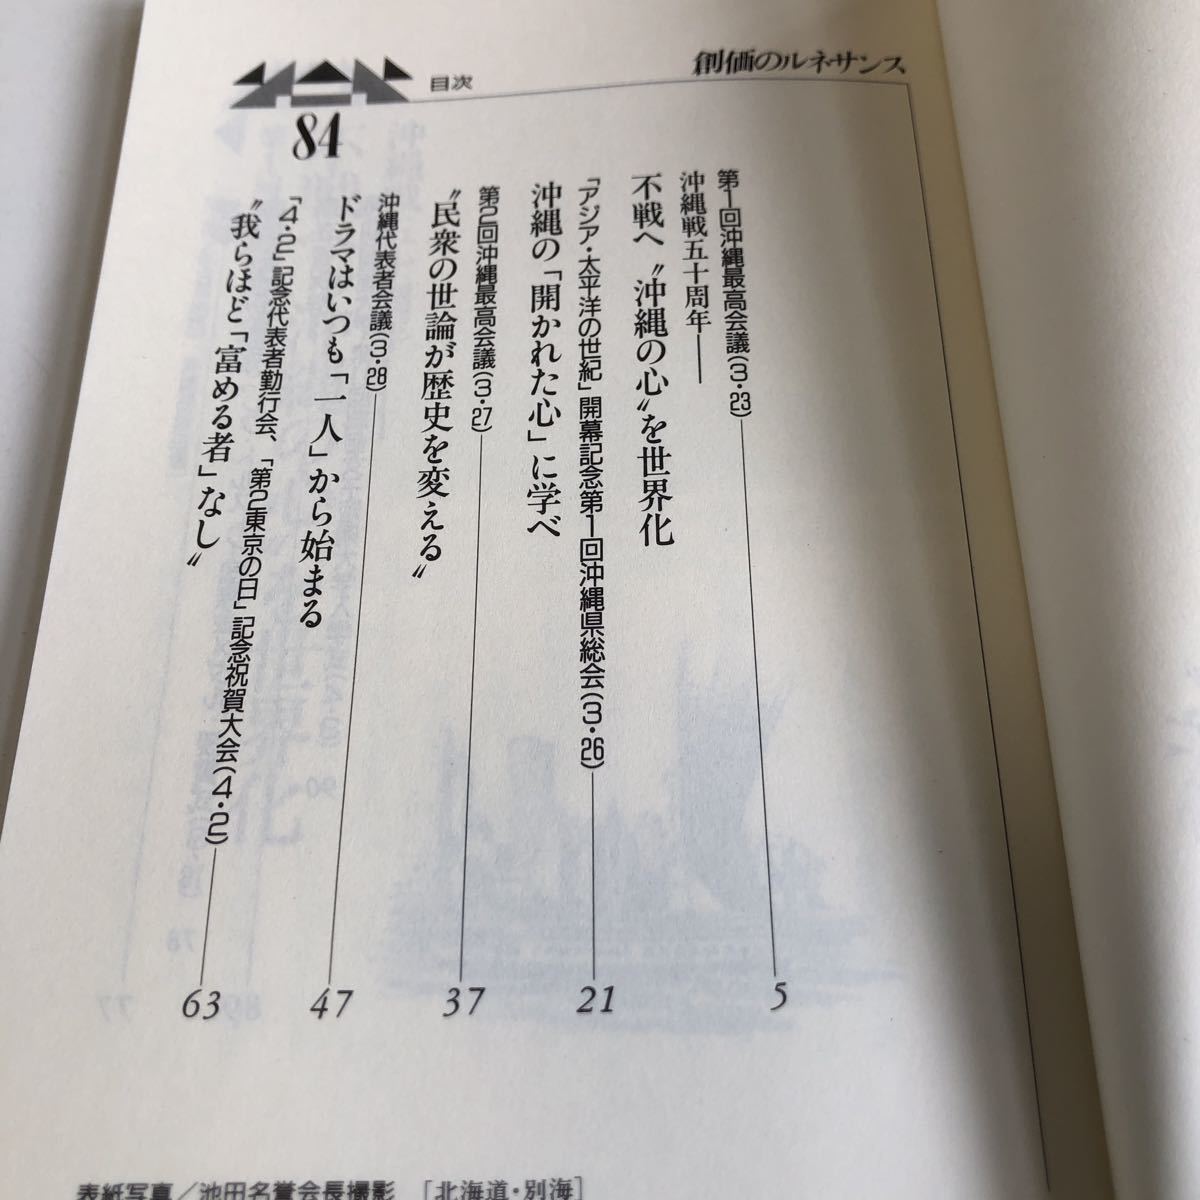 創価のルネサンス
目次
84
第1回沖縄最高会議(3・23)
5
沖縄戦五十周年——
不戦へ〝沖縄の心〟を世界化
「アジア・太平洋の世紀」開幕記念第1回沖縄県総会(3・26)
21
沖縄の「開かれた心」に学べ
第2回沖縄最高会議(3・27)
37
〝民衆の世論が歴史を変える〟
沖縄代表者会議(3・28)
47
ドラマはいつも「一人」から始まる
「4・2」記念代表者勤行会、「第2東京の日」記念祝賀大会(4・2)
63
〝我らほど「富める者」なし〟
表紙写真/池田名誉会長撮影 [北海道・別海]